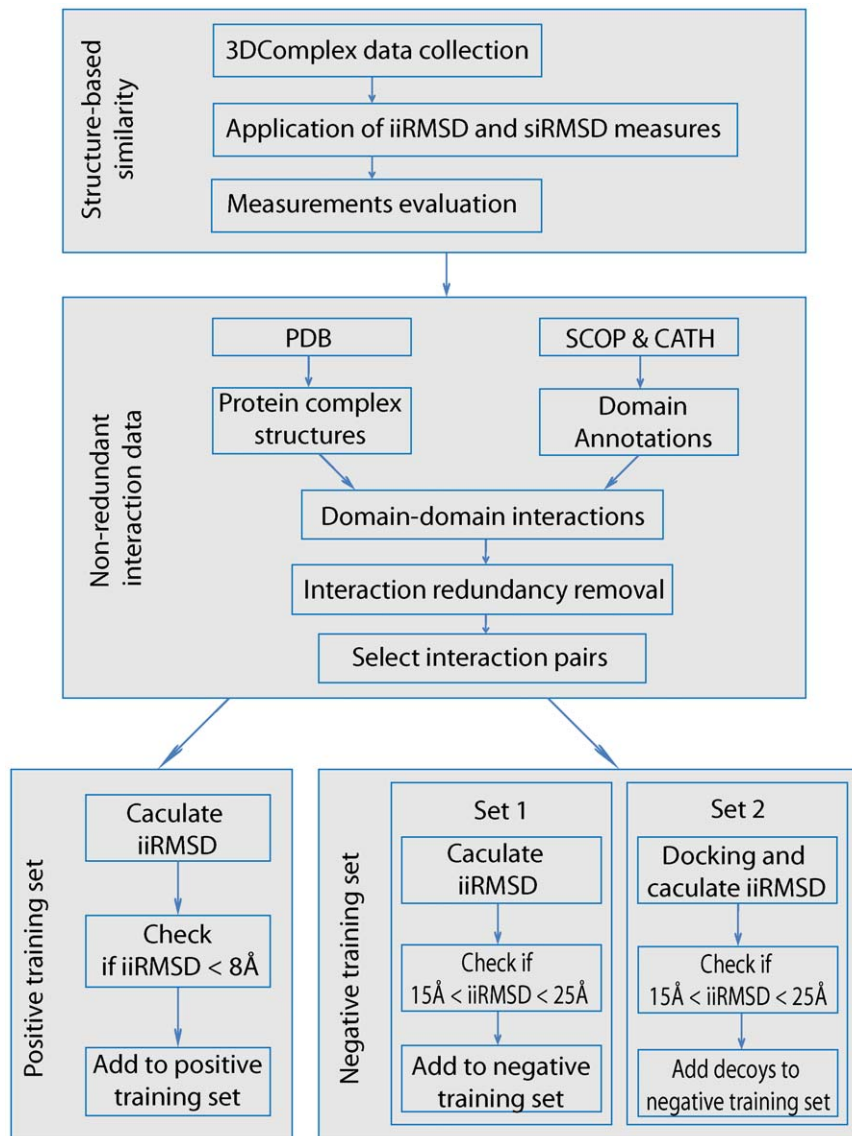 Structure-based
similarity
3DComplex data collection
Application of iiRMSD and siRMSD measures
Measurements evaluation
Non-redundant
interaction data
PDB
SCOP & CATH
Protein complex
structures
Domain
Annotations
Domain-domain interactions
Interaction redundancy removal
Select interaction pairs
Positive training set
Caculate
iiRMSD
Check
if iiRMSD < 8Å
Add to positive
training set
Negative training set
Set 1
Caculate
iiRMSD
Check if
15Å < iiRMSD < 25Å
Add to negative
training set
Set 2
Docking and
caculate iiRMSD
Check if
15Å < iiRMSD < 25Å
Add decoys to
negative training set